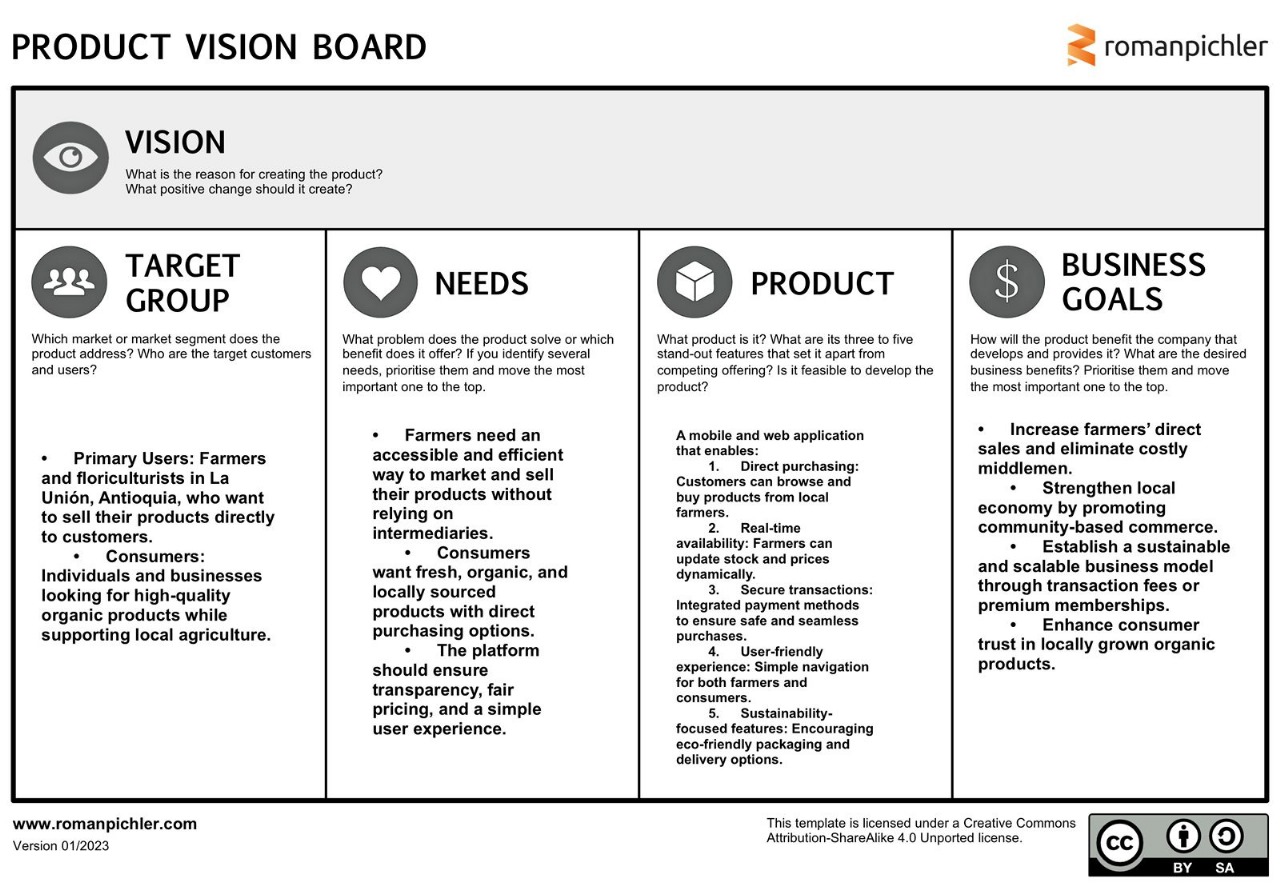 PRODUCT VISION BOARD
romanpichler
VISION
What is the reason for creating the product?
What positive change should it create?
TARGET
GROUP
Which market or market segment does the
product address? Who are the target customers
and users?
• Primary Users: Farmers
and floriculturists in La
Unión, Antioquia, who want
to sell their products directly
to customers.
• Consumers:
Individuals and businesses
looking for high-quality
organic products while
supporting local agriculture.
NEEDS
What problem does the product solve or which
benefit does it offer? If you identify several
needs, prioritise them and move the most
important one to the top.
• Farmers need an
accessible and efficient
way to market and sell
their products without
relying on
intermediaries.
• Consumers
want fresh, organic, and
locally sourced
products with direct
purchasing options.
• The platform
should ensure
transparency, fair
pricing, and a simple
user experience.
PRODUCT
What product is it? What are its three to five
stand-out features that set it apart from
competing offering? Is it feasible to develop the
product?
A mobile and web application
that enables:
1. Direct purchasing:
Customers can browse and
buy products from local
farmers.
2. Real-time
availability: Farmers can
update stock and prices
dynamically.
3. Secure transactions:
Integrated payment methods
to ensure safe and seamless
purchases.
4. User-friendly
experience: Simple navigation
for both farmers and
consumers.
5. Sustainability-
focused features: Encouraging
eco-friendly packaging and
delivery options.
$
BUSINESS
GOALS
How will the product benefit the company that
develops and provides it? What are the desired
business benefits? Prioritise them and move
the most important one to the top.
• Increase farmers’ direct
sales and eliminate costly
middlemen.
• Strengthen local
economy by promoting
community-based commerce.
• Establish a sustainable
and scalable business model
through transaction fees or
premium memberships.
• Enhance consumer
trust in locally grown organic
products.
www.romanpichler.com
Version 01/2023
This template is licensed under a Creative Commons
Attribution-ShareAlike 4.0 Unported license.
cc
BY SA